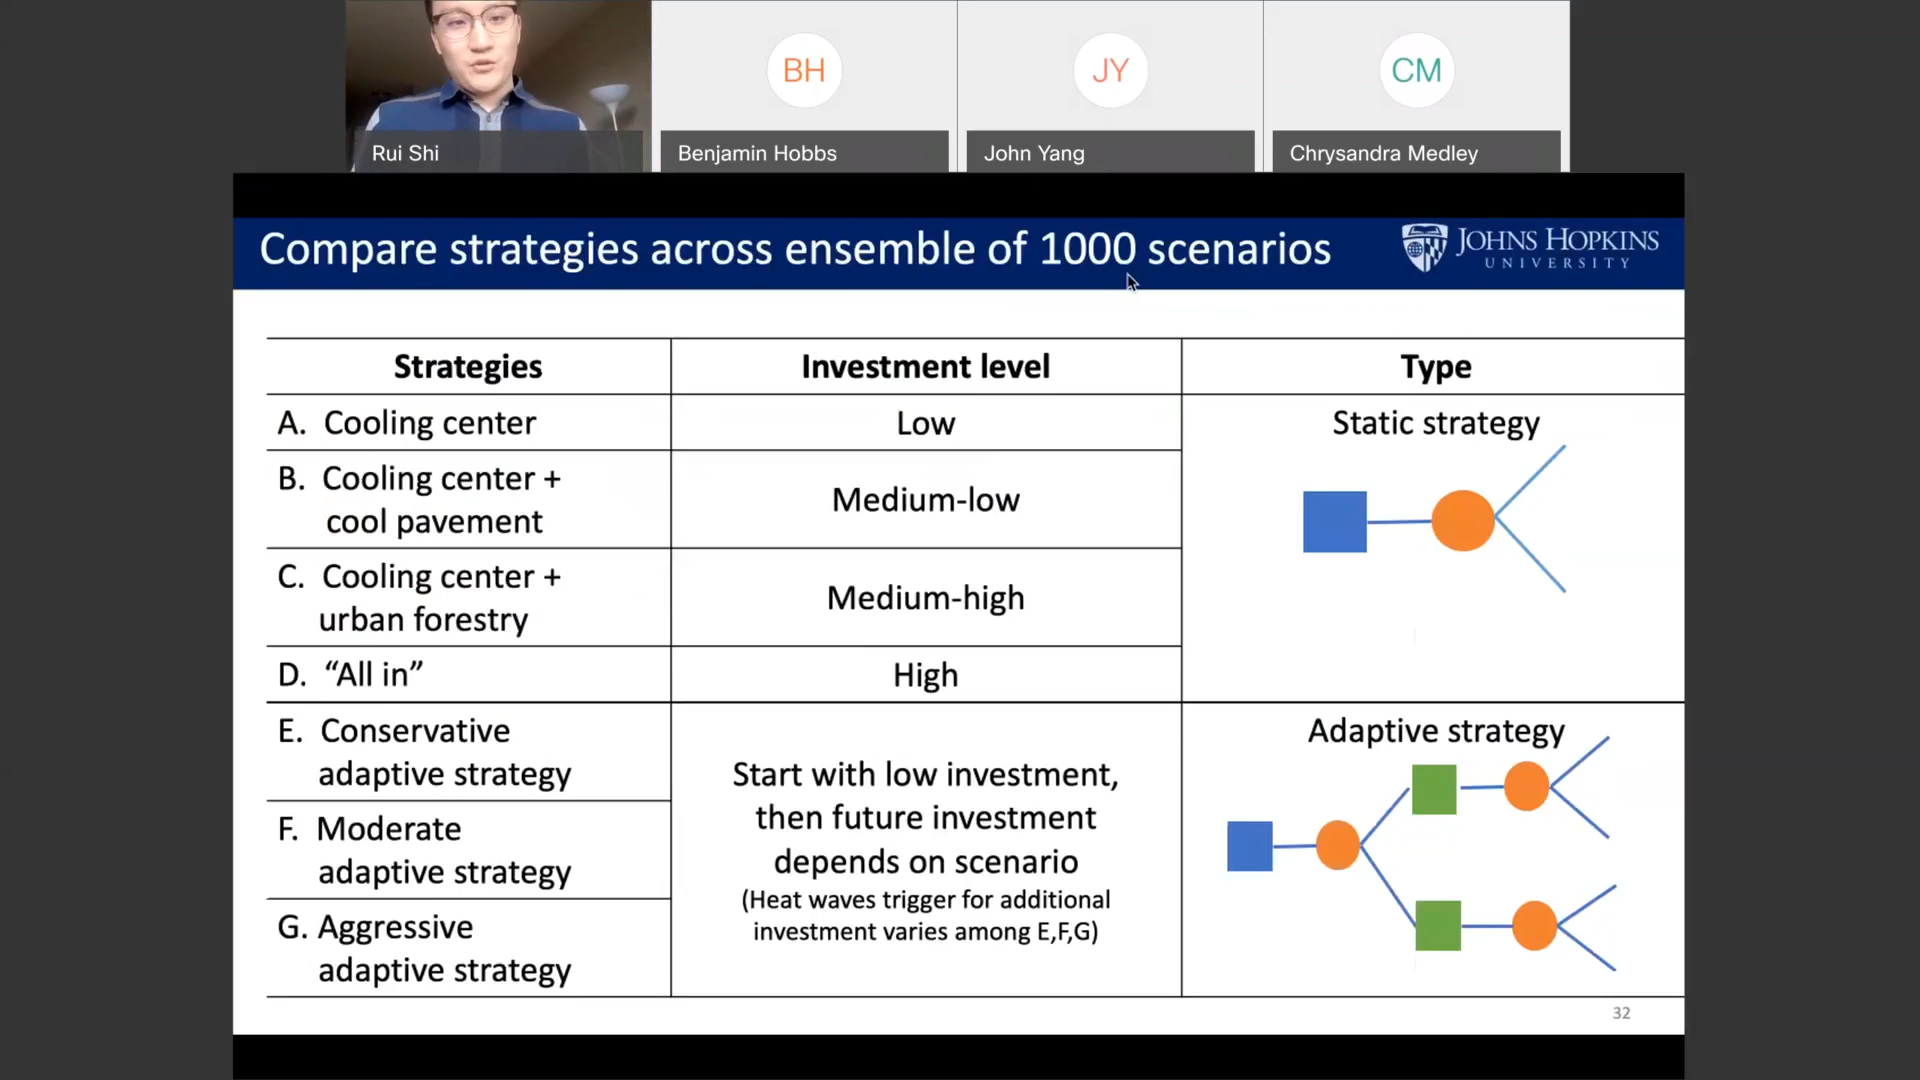 BH
JY
CM
Rui Shi
Benjamin Hobbs
John Yang
Chrysandra Medley
Compare strategies across ensemble of 1000 scenarios
JOHNS HOPKINS
UNIVERSITY
Strategies
Investment level
Type
A. Cooling center
Low
Static strategy
B. Cooling center +
cool pavement
Medium-low
C. Cooling center +
urban forestry
Medium-high
D. “All in”
High
E. Conservative
adaptive strategy
F. Moderate
adaptive strategy
G. Aggressive
adaptive strategy
Start with low investment,
then future investment
depends on scenario
(Heat waves trigger for additional
investment varies among E,F,G)
Adaptive strategy
32